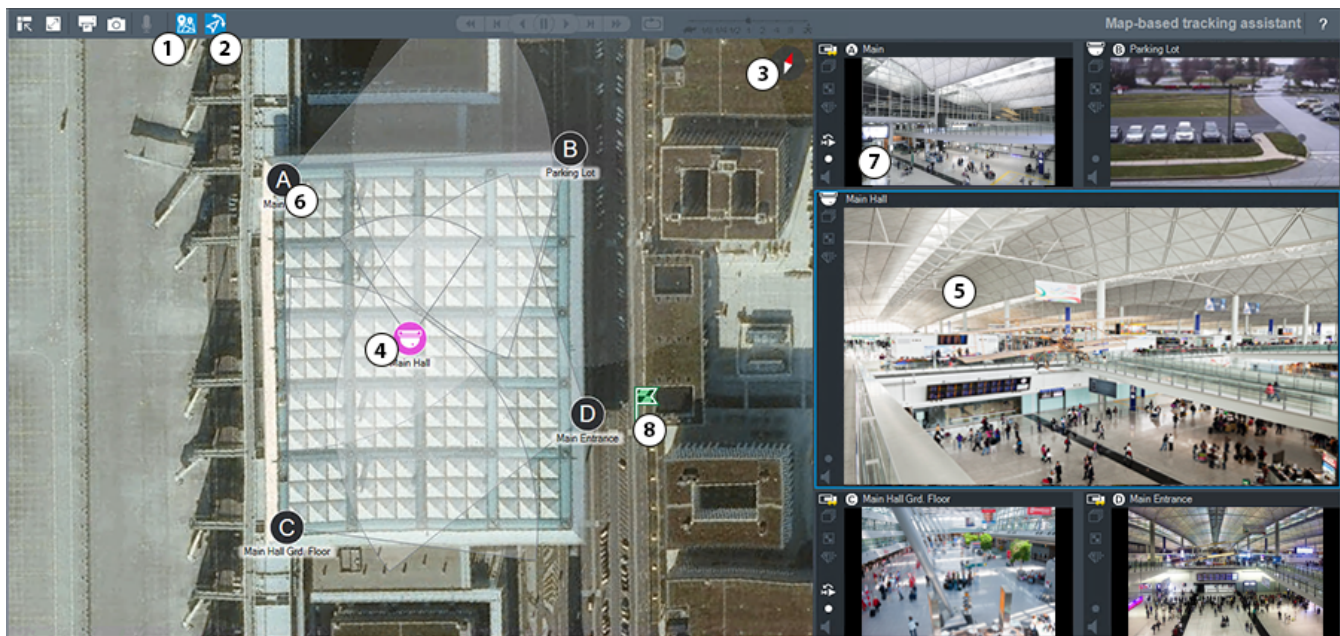 Map-based tracking assistant ?
1
2
3
A Main
B Parking Lot
B
Parking Lot
A
Main
6
7
Main Hall
5
4
Main Hall
D
Main Entrance
8
C
Main Hall Grd. Floor
C Main Hall Grd. Floor
D Main Entrance